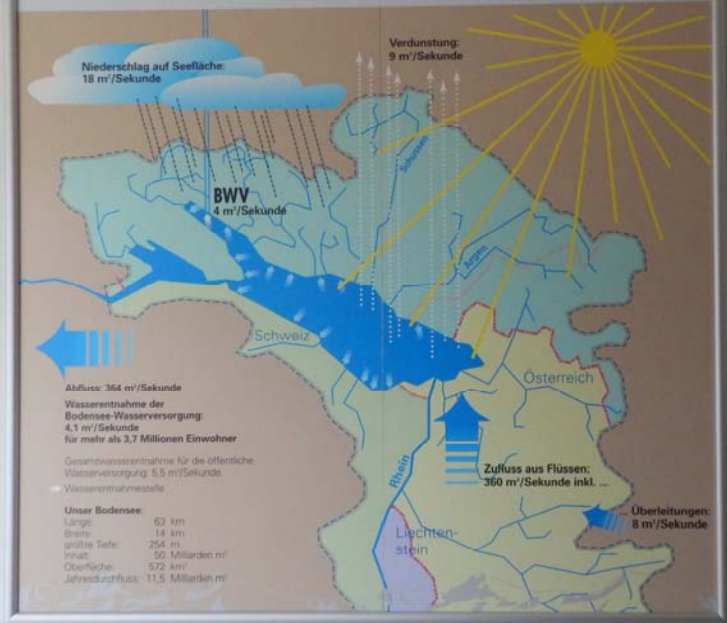 Niederschlag auf Seefläche:
18 m³/Sekunde
Verdunstung:
9 m³/Sekunde
Schussen
BWV
4 m³/Sekunde
Argen
Schweiz
Österreich
Abfluss: 364 m³/Sekunde
Wasserentnahme der
Bodensee-Wasserversorgung:
4,1 m³/Sekunde
für mehr als 3,7 Millionen Einwohner
Gesamtwasserentnahme für die öffentliche
Wasserversorgung: 5,5 m³/Sekunde
Wasserentnahmestelle
Rhein
Zufluss aus Flüssen:
360 m³/Sekunde inkl. ...
... Überleitungen:
8 m³/Sekunde
Liechten-
stein
Unser Bodensee:
Länge: 63 km
Breite: 14 km
größte Tiefe: 254 m
Inhalt: 50 Milliarden m³
Oberfläche: 572 km²
Jahresdurchfluss: 11,5 Milliarden m³